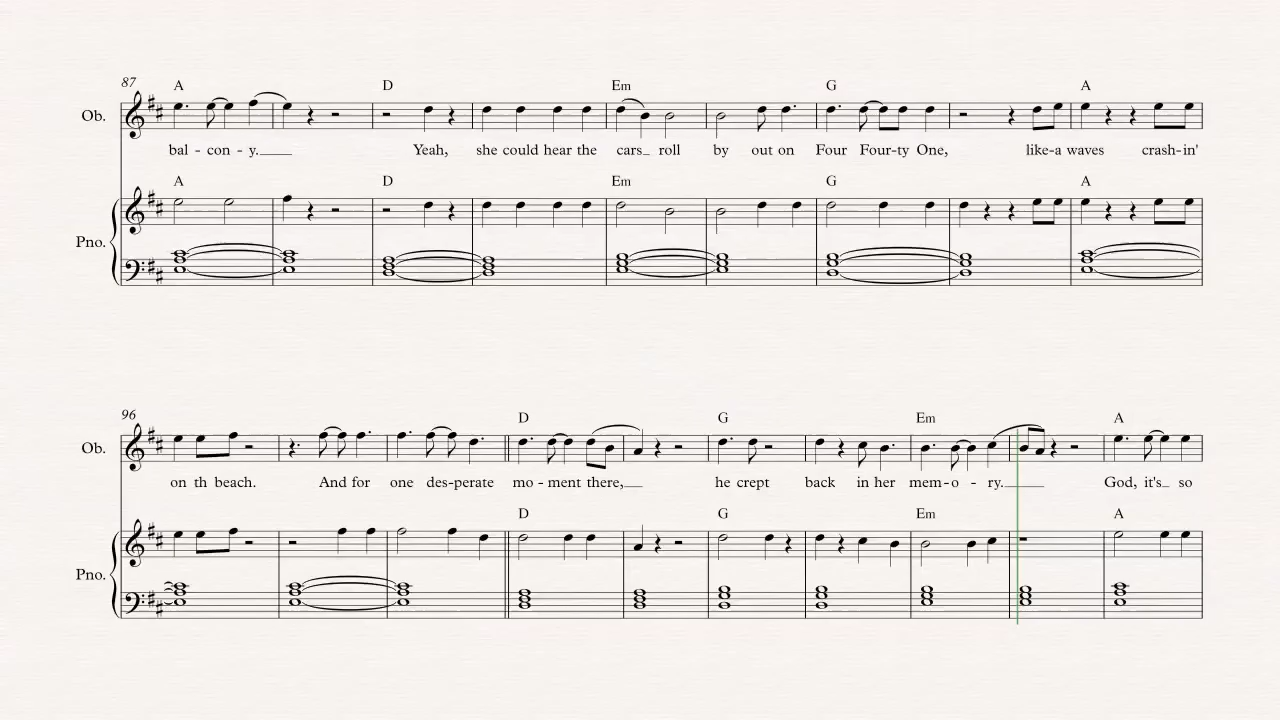 87
A D Em G A
Ob.
bal - con - y. Yeah, she could hear the cars roll by out on Four Four-ty One, like-a waves crash-in'
A D Em G A
Pno.
96
D G Em A
Ob.
on th beach. And for one des-perate mo - ment there, he crept back in her mem-o - ry. God, it's so
D G Em A
Pno.